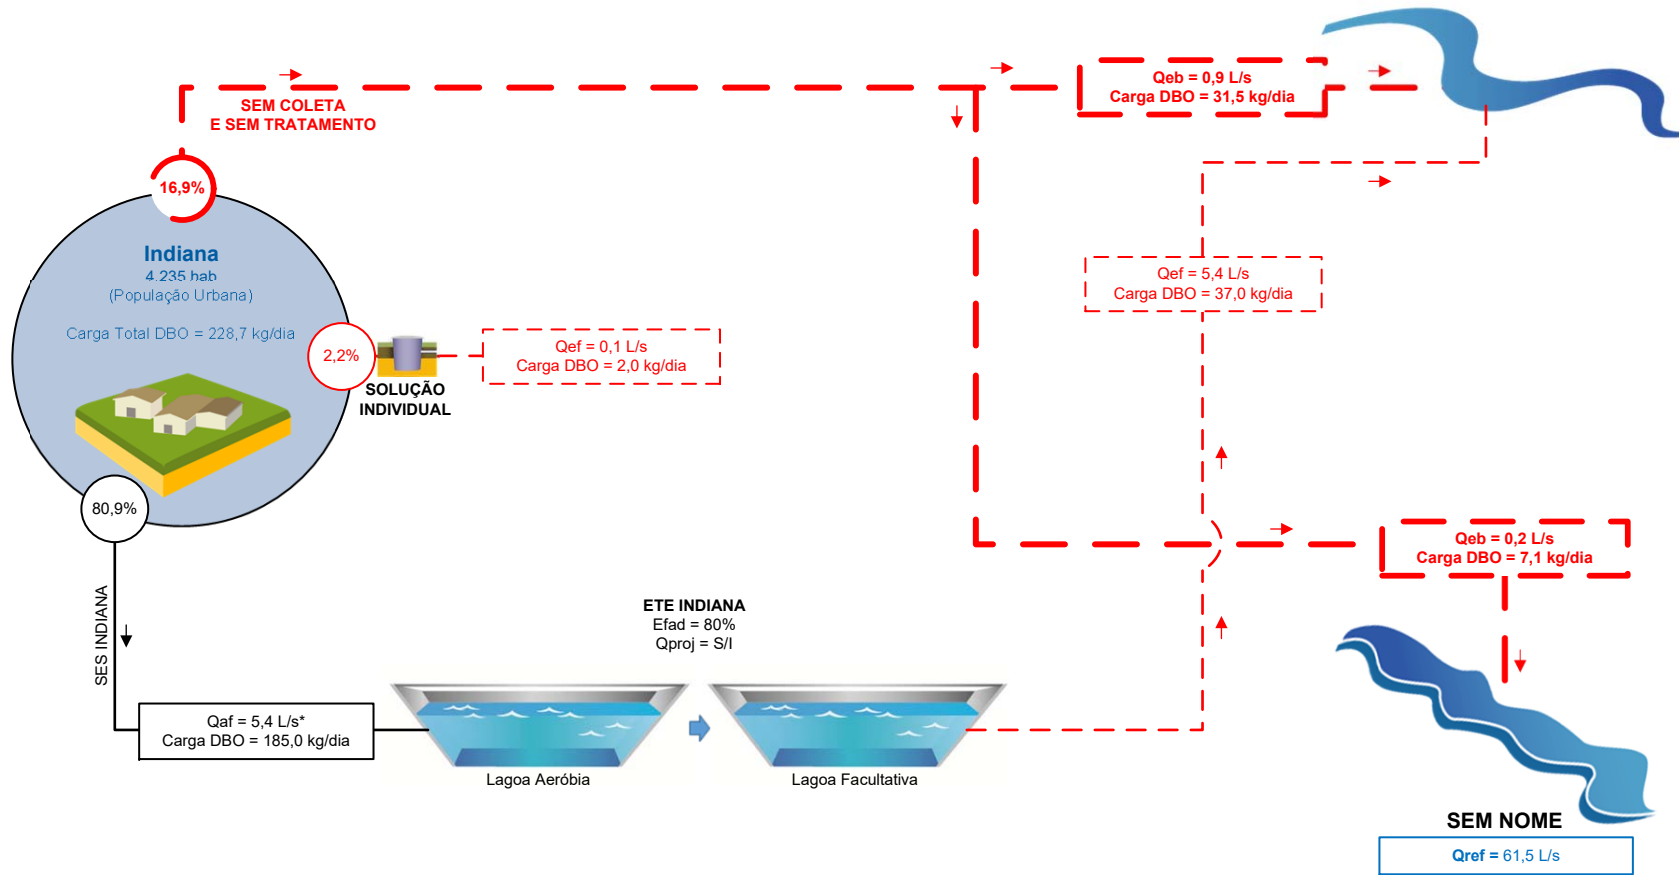 Qeb = 0,9 L/s
Carga DBO = 31,5 kg/dia
SEM COLETA
E SEM TRATAMENTO
16,9%
Indiana
4.235 hab
(População Urbana)
Carga Total DBO = 228,7 kg/dia
Qef = 5,4 L/s
Carga DBO = 37,0 kg/dia
2,2%
Qef = 0,1 L/s
Carga DBO = 2,0 kg/dia
SOLUÇÃO
INDIVIDUAL
80,9%
Qeb = 0,2 L/s
Carga DBO = 7,1 kg/dia
SES INDIANA
ETE INDIANA
Efad = 80%
Qproj = S/I
Qaf = 5,4 L/s*
Carga DBO = 185,0 kg/dia
Lagoa Aeróbia
Lagoa Facultativa
SEM NOME
Qref = 61,5 L/s